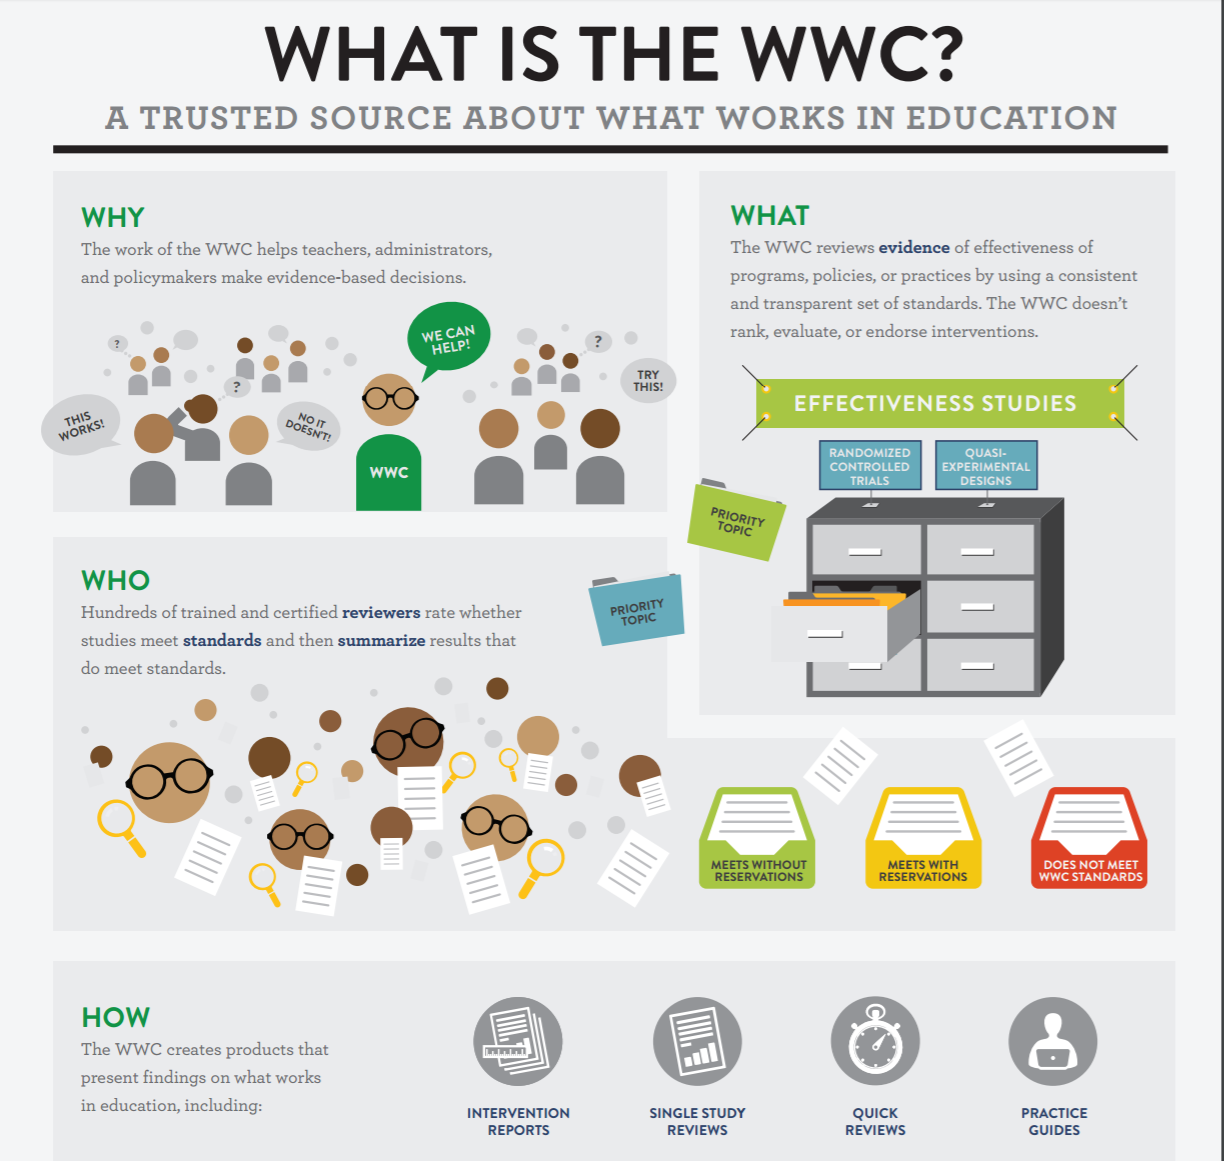 WHAT IS THE WWC?
A TRUSTED SOURCE ABOUT WHAT WORKS IN EDUCATION
WHY
The work of the WWC helps teachers, administrators,
and policymakers make evidence-based decisions.
?
?
THIS
WORKS!
NO IT
DOESN'T!
WE CAN
HELP!
WWC
?
TRY
THIS!
WHAT
The WWC reviews evidence of effectiveness of
programs, policies, or practices by using a consistent
and transparent set of standards. The WWC doesn't
rank, evaluate, or endorse interventions.
EFFECTIVENESS STUDIES
RANDOMIZED
CONTROLLED
TRIALS
QUASI-
EXPERIMENTAL
DESIGNS
PRIORITY
TOPIC
WHO
Hundreds of trained and certified reviewers rate whether
studies meet standards and then summarize results that
do meet standards.
PRIORITY
TOPIC
MEETS WITHOUT
RESERVATIONS
MEETS WITH
RESERVATIONS
DOES NOT MEET
WWC STANDARDS
HOW
The WWC creates products that
present findings on what works
in education, including:
INTERVENTION
REPORTS
SINGLE STUDY
REVIEWS
QUICK
REVIEWS
PRACTICE
GUIDES